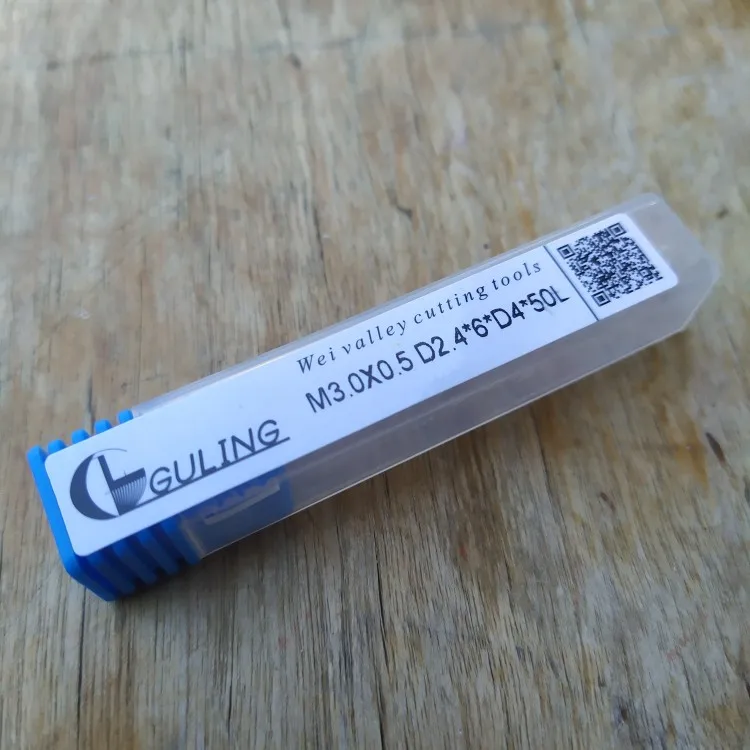 Wei valley cutting tools
M3.0X0.5 D2.4*6*D4*50L
GULING